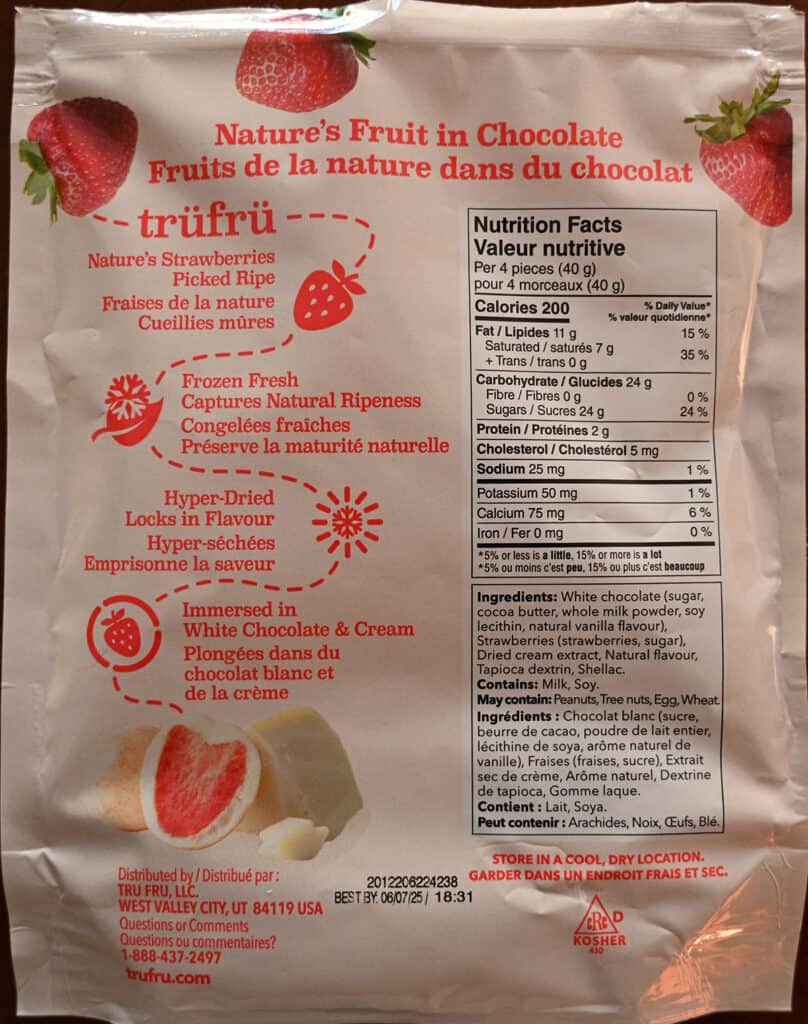 Nature's Fruit in Chocolate
Fruits de la nature dans du chocolat
trüfrü
Nature's Strawberries
Picked Ripe
Fraises de la nature
Cueillies mûres
Frozen Fresh
Captures Natural Ripeness
Congelées fraîches
Préserve la maturité naturelle
Hyper-Dried
Locks in Flavour
Hyper-séchées
Emprisonne la saveur
Immersed in
White Chocolate & Cream
Plongées dans du
chocolat blanc et
de la crème
Nutrition Facts
Valeur nutritive
Per 4 pieces (40 g)
pour 4 morceaux (40 g)
Calories 200
% Daily Value*
% valeur quotidienne*
Fat / Lipides 11 g 15 %
Saturated / saturés 7 g
+ Trans / trans 0 g 35 %
Carbohydrate / Glucides 24 g
Fibre / Fibres 0 g 0 %
Sugars / Sucres 24 g 24 %
Protein / Protéines 2 g
Cholesterol / Cholestérol 5 mg
Sodium 25 mg 1 %
Potassium 50 mg 1 %
Calcium 75 mg 6 %
Iron / Fer 0 mg 0 %
*5% or less is a little, 15% or more is a lot
*5% ou moins c'est peu, 15% ou plus c'est beaucoup
Ingredients: White chocolate (sugar,
cocoa butter, whole milk powder, soy
lecithin, natural vanilla flavour),
Strawberries (strawberries, sugar),
Dried cream extract, Natural flavour,
Tapioca dextrin, Shellac.
Contains: Milk, Soy.
May contain: Peanuts, Tree nuts, Egg, Wheat.
Ingrédients : Chocolat blanc (sucre,
beurre de cacao, poudre de lait entier,
lécithine de soya, arôme naturel de
vanille), Fraises (fraises, sucre), Extrait
sec de crème, Arôme naturel, Dextrine
de tapioca, Gomme laque.
Contient : Lait, Soya.
Peut contenir : Arachides, Noix, Œufs, Blé.
STORE IN A COOL, DRY LOCATION.
GARDER DANS UN ENDROIT FRAIS ET SEC.
Distributed by / Distribué par :
TRU FRU, LLC.
WEST VALLEY CITY, UT 84119 USA
Questions or Comments
Questions ou commentaires?
1-888-437-2497
trufru.com
2012206224238
BEST BY: 06/07/25 / 18:31
cRc D
KOSHER
430